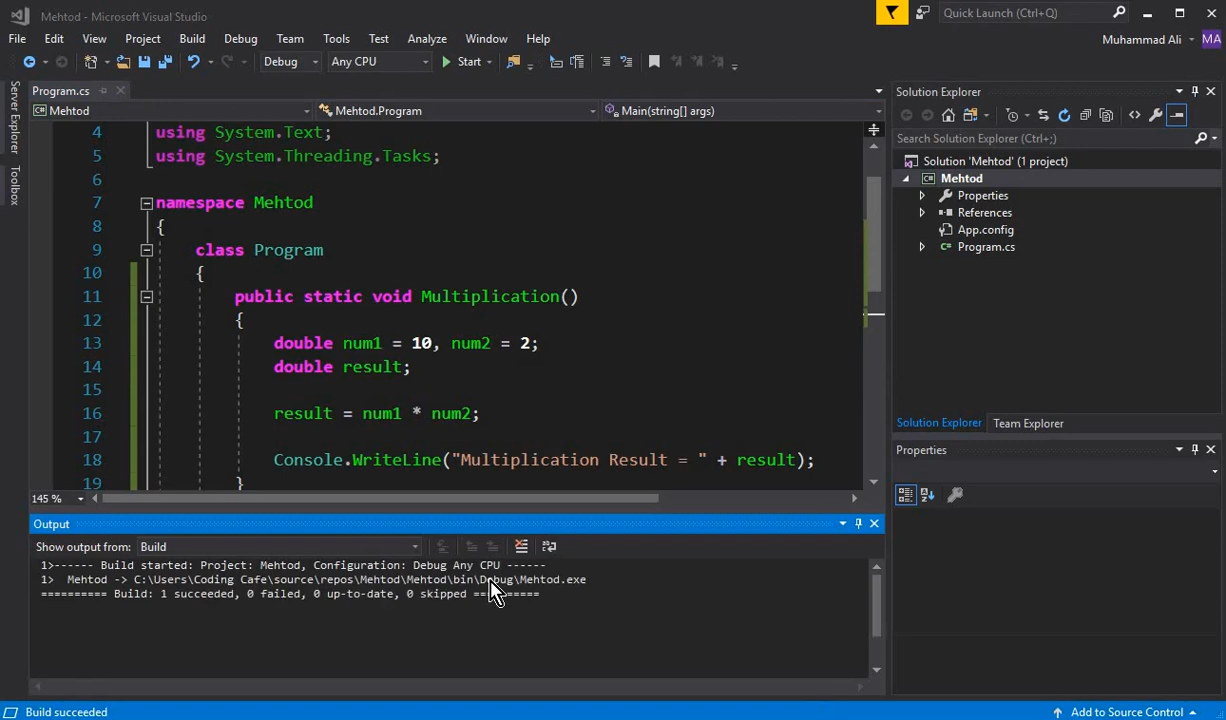 Mehtod - Microsoft Visual Studio
Quick Launch (Ctrl+Q)
File Edit View Project Build Debug Team Tools Test Analyze Window Help
Muhammad Ali MA
Debug Any CPU Start
Server Explorer
Toolbox
Program.cs
Mehtod Mehtod.Program Main(string[] args)
4 using System.Text;
5 using System.Threading.Tasks;
6
7 namespace Mehtod
8 {
9 class Program
10 {
11 public static void Multiplication()
12 {
13 double num1 = 10, num2 = 2;
14 double result;
15
16 result = num1 * num2;
17
18 Console.WriteLine("Multiplication Result = " + result);
19 }
145 %
Output
Show output from: Build
1>------ Build started: Project: Mehtod, Configuration: Debug Any CPU ------
1> Mehtod -> C:\Users\Coding Cafe\source\repos\Mehtod\Mehtod\bin\Debug\Mehtod.exe
========== Build: 1 succeeded, 0 failed, 0 up-to-date, 0 skipped ==========
Solution Explorer
Search Solution Explorer (Ctrl+;)
Solution 'Mehtod' (1 project)
C# Mehtod
Properties
References
App.config
C# Program.cs
Solution Explorer Team Explorer
Properties
Build succeeded
Add to Source Control